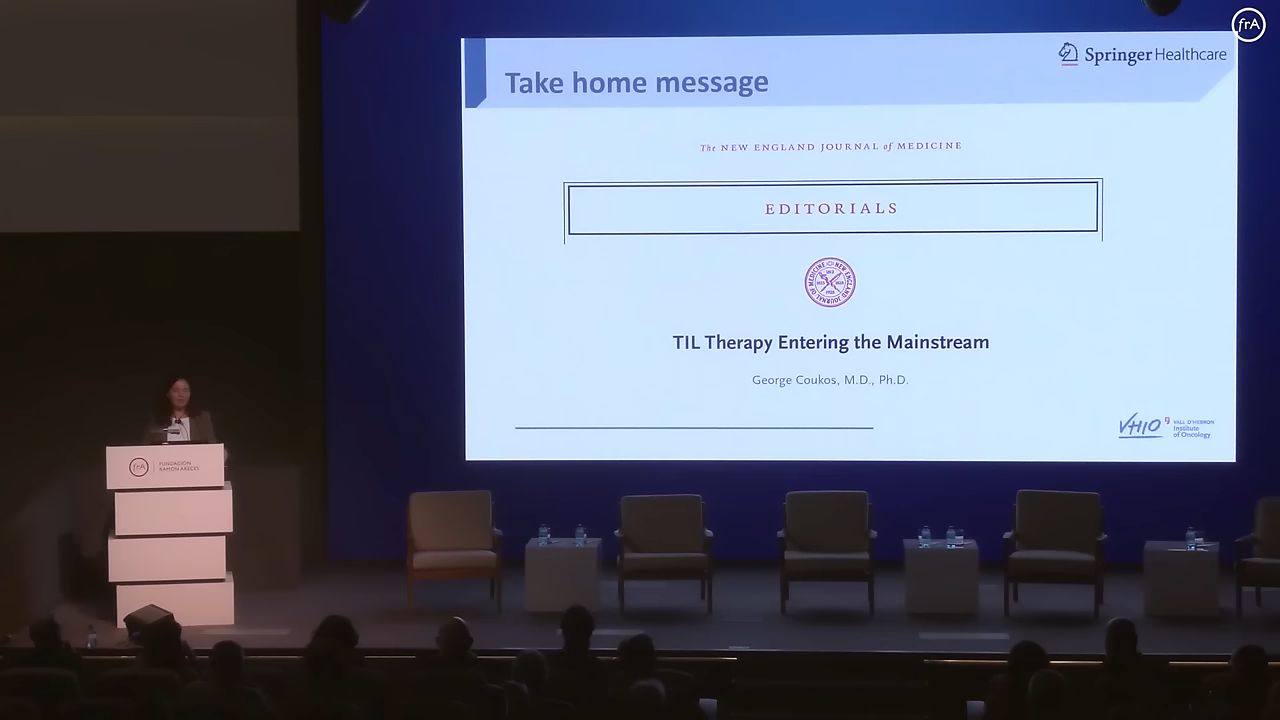 frA
Springer Healthcare
Take home message
The NEW ENGLAND JOURNAL of MEDICINE
EDITORIALS
TIL Therapy Entering the Mainstream
George Coukos, M.D., Ph.D.
VHIO
VALL D'HEBRON
Institute
of Oncology
frA
FUNDACIÓN
RAMÓN ARECES